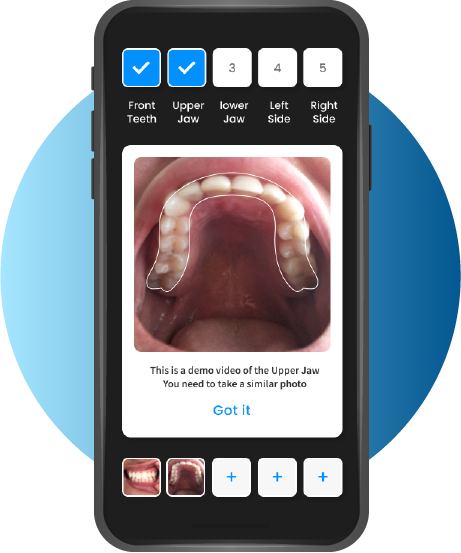 3 4 5
Front Teeth Upper Jaw lower Jaw Left Side Right Side
This is a demo video of the Upper Jaw
You need to take a similar photo
Got it
+ + +